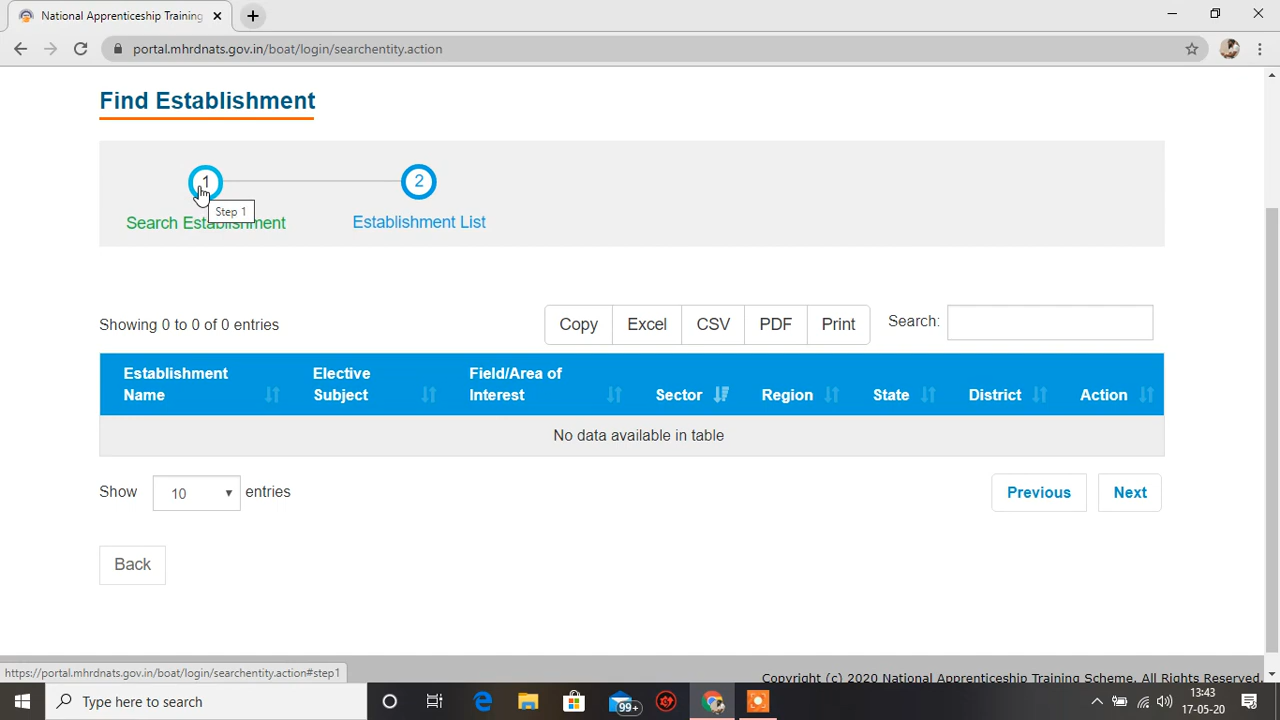 National Apprenticeship Training
portal.mhrdnats.gov.in/boat/login/searchentity.action
Find Establishment
1
2
Step 1
Search Establishment
Establishment List
Showing 0 to 0 of 0 entries
Copy
Excel
CSV
PDF
Print
Search:
Establishment Name
Elective Subject
Field/Area of Interest
Sector
Region
State
District
Action
No data available in table
Show
10
entries
Previous
Next
Back
https://portal.mhrdnats.gov.in/boat/login/searchentity.action#step1
Copyright (c) 2020 National Apprenticeship Training Scheme. All Rights Reserved.
Type here to search
99+
13:43
17-05-20